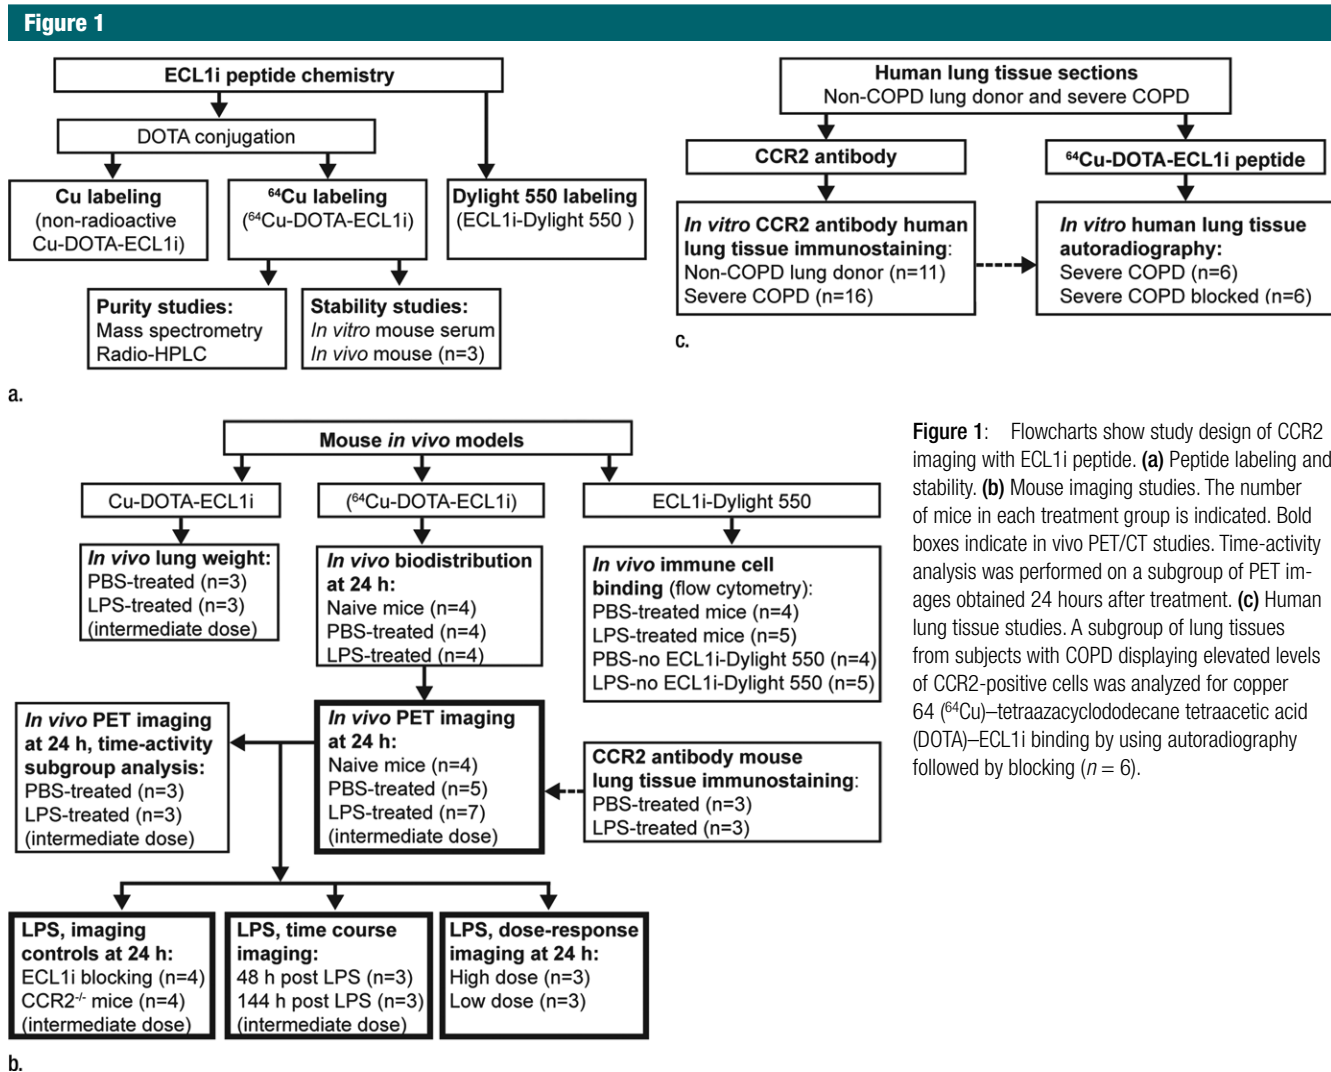 Figure 1
ECL1i peptide chemistry
DOTA conjugation
Cu labeling
(non-radioactive
Cu-DOTA-ECL1i)
⁶⁴Cu labeling
(⁶⁴Cu-DOTA-ECL1i)
Dylight 550 labeling
(ECL1i-Dylight 550 )
Purity studies:
Mass spectrometry
Radio-HPLC
Stability studies:
In vitro mouse serum
In vivo mouse (n=3)
a.
Human lung tissue sections
Non-COPD lung donor and severe COPD
CCR2 antibody
⁶⁴Cu-DOTA-ECL1i peptide
In vitro CCR2 antibody human
lung tissue immunostaining:
Non-COPD lung donor (n=11)
Severe COPD (n=16)
In vitro human lung tissue
autoradiography:
Severe COPD (n=6)
Severe COPD blocked (n=6)
c.
Mouse in vivo models
Cu-DOTA-ECL1i
(⁶⁴Cu-DOTA-ECL1i)
ECL1i-Dylight 550
In vivo lung weight:
PBS-treated (n=3)
LPS-treated (n=3)
(intermediate dose)
In vivo biodistribution
at 24 h:
Naive mice (n=4)
PBS-treated (n=4)
LPS-treated (n=4)
In vivo immune cell
binding (flow cytometry):
PBS-treated mice (n=4)
LPS-treated mice (n=5)
PBS-no ECL1i-Dylight 550 (n=4)
LPS-no ECL1i-Dylight 550 (n=5)
In vivo PET imaging
at 24 h, time-activity
subgroup analysis:
PBS-treated (n=3)
LPS-treated (n=3)
(intermediate dose)
In vivo PET imaging
at 24 h:
Naive mice (n=4)
PBS-treated (n=5)
LPS-treated (n=7)
(intermediate dose)
CCR2 antibody mouse
lung tissue immunostaining:
PBS-treated (n=3)
LPS-treated (n=3)
LPS, imaging
controls at 24 h:
ECL1i blocking (n=4)
CCR2⁻/⁻ mice (n=4)
(intermediate dose)
LPS, time course
imaging:
48 h post LPS (n=3)
144 h post LPS (n=3)
(intermediate dose)
LPS, dose-response
imaging at 24 h:
High dose (n=3)
Low dose (n=3)
b.
Figure 1: Flowcharts show study design of CCR2
imaging with ECL1i peptide. (a) Peptide labeling and
stability. (b) Mouse imaging studies. The number
of mice in each treatment group is indicated. Bold
boxes indicate in vivo PET/CT studies. Time-activity
analysis was performed on a subgroup of PET im-
ages obtained 24 hours after treatment. (c) Human
lung tissue studies. A subgroup of lung tissues
from subjects with COPD displaying elevated levels
of CCR2-positive cells was analyzed for copper
64 (⁶⁴Cu)–tetraazacyclododecane tetraacetic acid
(DOTA)–ECL1i binding by using autoradiography
followed by blocking (n = 6).